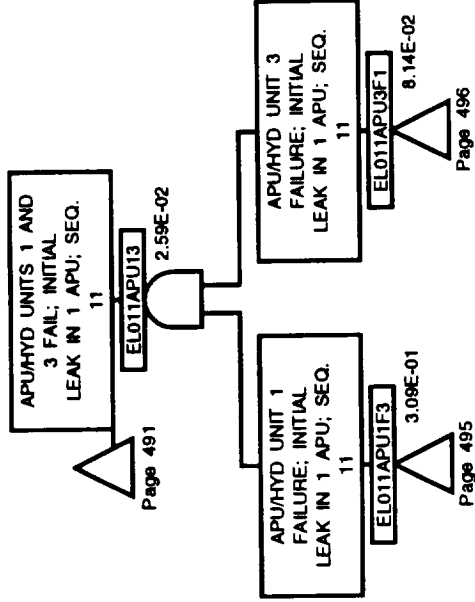 APU/HYD UNITS 1 AND
3 FAIL; INITIAL
LEAK IN 1 APU; SEQ.
11
EL011APU13
2.59E-02
Page 491
APU/HYD UNIT 1
FAILURE; INITIAL
LEAK IN 1 APU; SEQ.
11
EL011APU1F3
3.09E-01
Page 495
APU/HYD UNIT 3
FAILURE; INITIAL
LEAK IN 1 APU; SEQ.
11
EL011APU3F1
8.14E-02
Page 496